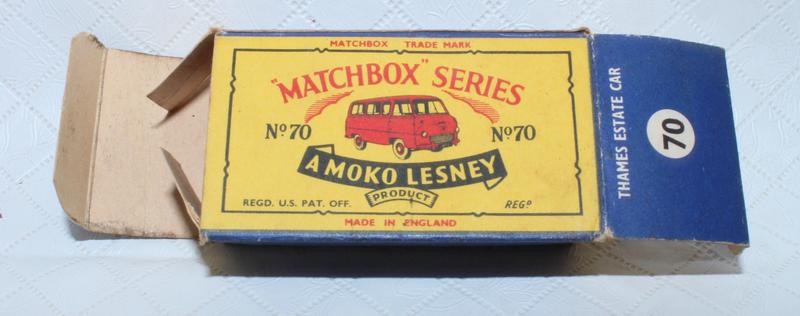 MATCHBOX TRADE MARK
"MATCHBOX" SERIES
Nº70 Nº70
A MOKO LESNEY
PRODUCT
REGD. U.S. PAT. OFF. REGD
MADE IN ENGLAND
THAMES ESTATE CAR
70